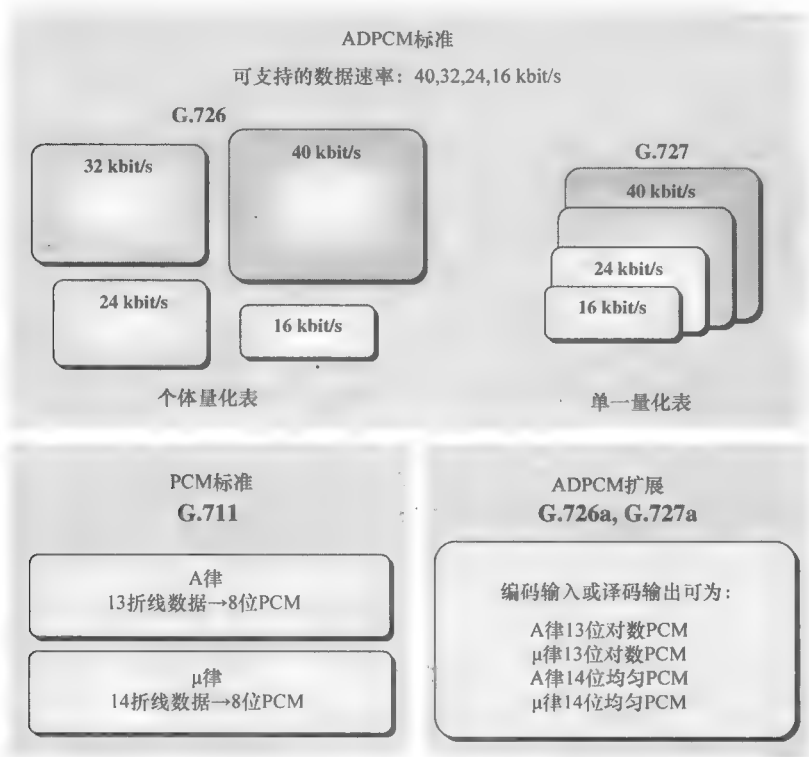 ADPCM标准
可支持的数据速率：40,32,24,16 kbit/s
G.726
32 kbit/s
40 kbit/s
24 kbit/s
16 kbit/s
个体量化表
G.727
40 kbit/s
24 kbit/s
16 kbit/s
单一量化表
PCM标准
G.711
A律
13折线数据→8位PCM
μ律
14折线数据→8位PCM
ADPCM扩展
G.726a, G.727a
编码输入或译码输出可为：
A律13位对数PCM
μ律13位对数PCM
A律14位均匀PCM
μ律14位均匀PCM